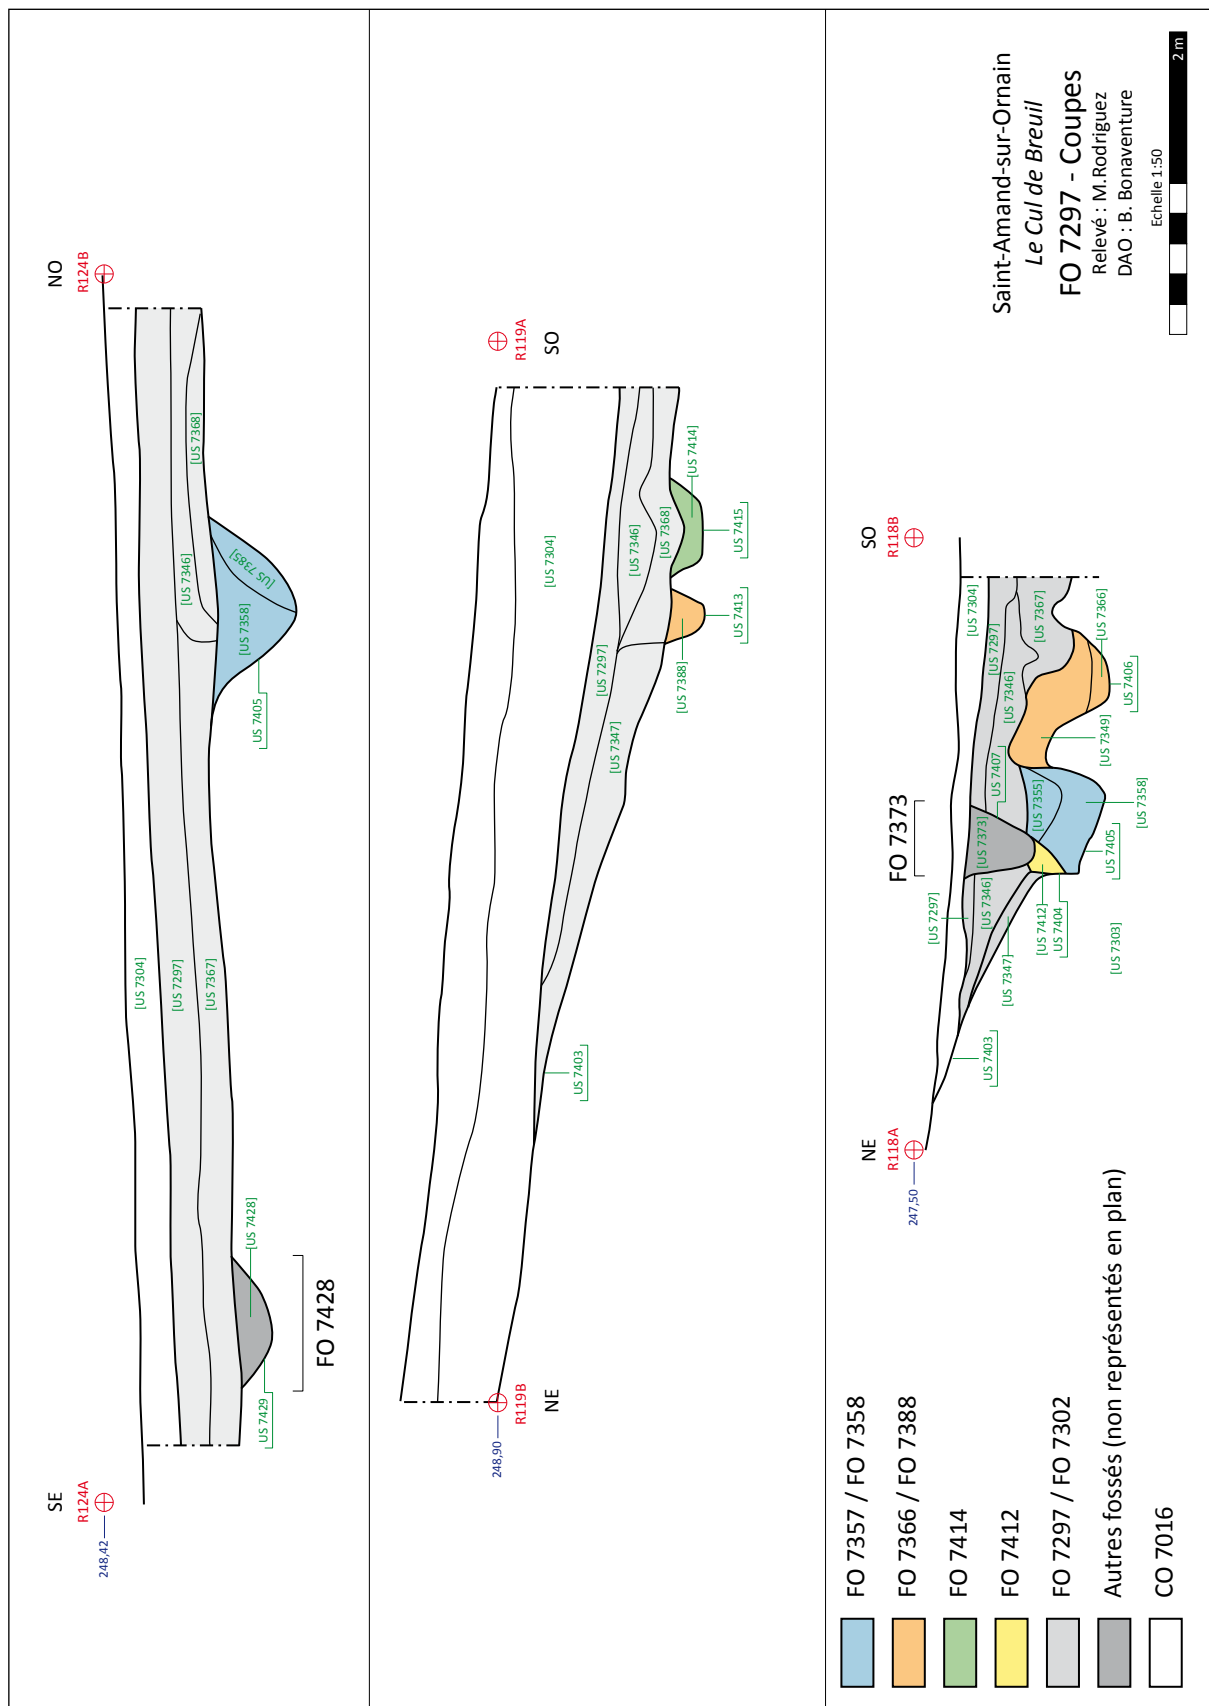 SE
R124A
248,42
NO
R124B
[US 7304]
[US 7297]
[US 7367]
[US 7346]
[US 7368]
[US 7358]
[US 7385]
US 7405
[US 7428]
US 7429
FO 7428
248,90
R119B
NE
R119A
SO
[US 7304]
[US 7297]
[US 7347]
[US 7346]
[US 7368]
[US 7414]
US 7415
US 7413
[US 7388]
US 7403
NE
R118A
247,50
SO
R118B
FO 7373
[US 7304]
[US 7297]
[US 7297]
[US 7346]
[US 7346]
[US 7367]
[US 7366]
US 7406
[US 7349]
US 7407
[US 7373]
[US 7355]
[US 7358]
US 7405
[US 7412]
US 7404
[US 7303]
[US 7347]
US 7403
FO 7357 / FO 7358
FO 7366 / FO 7388
FO 7414
FO 7412
FO 7297 / FO 7302
Autres fossés (non représentés en plan)
CO 7016
Saint-Amand-sur-Ornain
Le Cul de Breuil
FO 7297 - Coupes
Relevé : M.Rodriguez
DAO : B. Bonaventure
Echelle 1:50
2 m